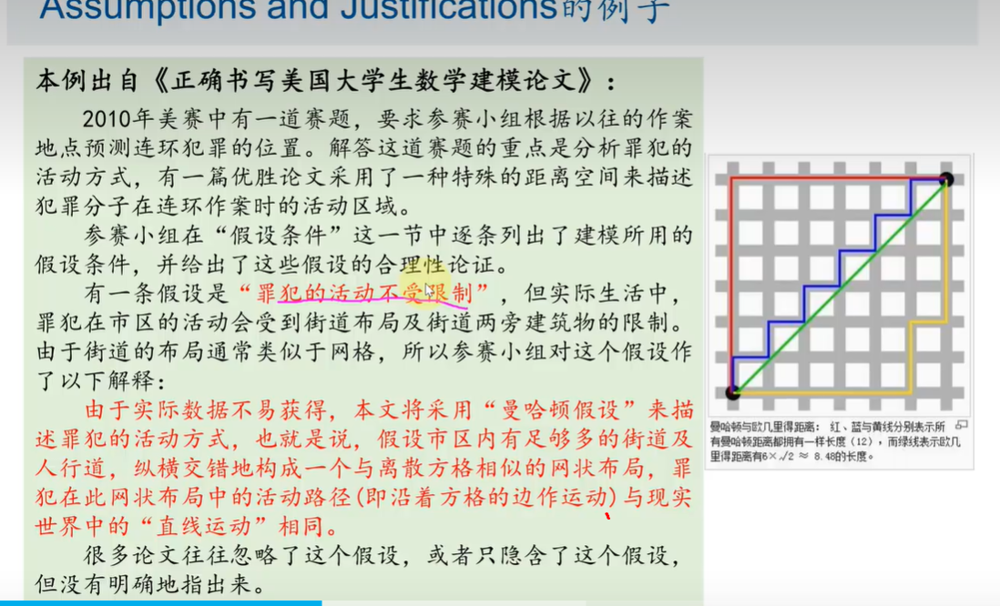 Assumptions and Justifications的例子
本例出自《正确书写美国大学生数学建模论文》:
2010年美赛中有一道赛题，要求参赛小组根据以往的作案
地点预测连环犯罪的位置。解答这道赛题的重点是分析罪犯的
活动方式，有一篇优胜论文采用了一种特殊的距离空间来描述
犯罪分子在连环作案时的活动区域。
参赛小组在“假设条件”这一节中逐条列出了建模所用的
假设条件，并给出了这些假设的合理性论证。
有一条假设是“罪犯的活动不受限制”，但实际生活中，
罪犯在市区的活动会受到街道布局及街道两旁建筑物的限制。
由于街道的布局通常类似于网格，所以参赛小组对这个假设作
了以下解释:
由于实际数据不易获得，本文将采用“曼哈顿假设”来描
述罪犯的活动方式，也就是说，假设市区内有足够多的街道及
人行道，纵横交错地构成一个与离散方格相似的网状布局，罪
犯在此网状布局中的活动路径(即沿着方格的边作运动)与现实
世界中的“直线运动”相同。
很多论文往往忽略了这个假设，或者只隐含了这个假设，
但没有明确地指出来。
曼哈顿与欧几里得距离: 红、蓝与黄线分别表示所
有曼哈顿距离都拥有一样长度（12），而绿线表示欧几
里得距离有6×√2 ≈ 8.48的长度。